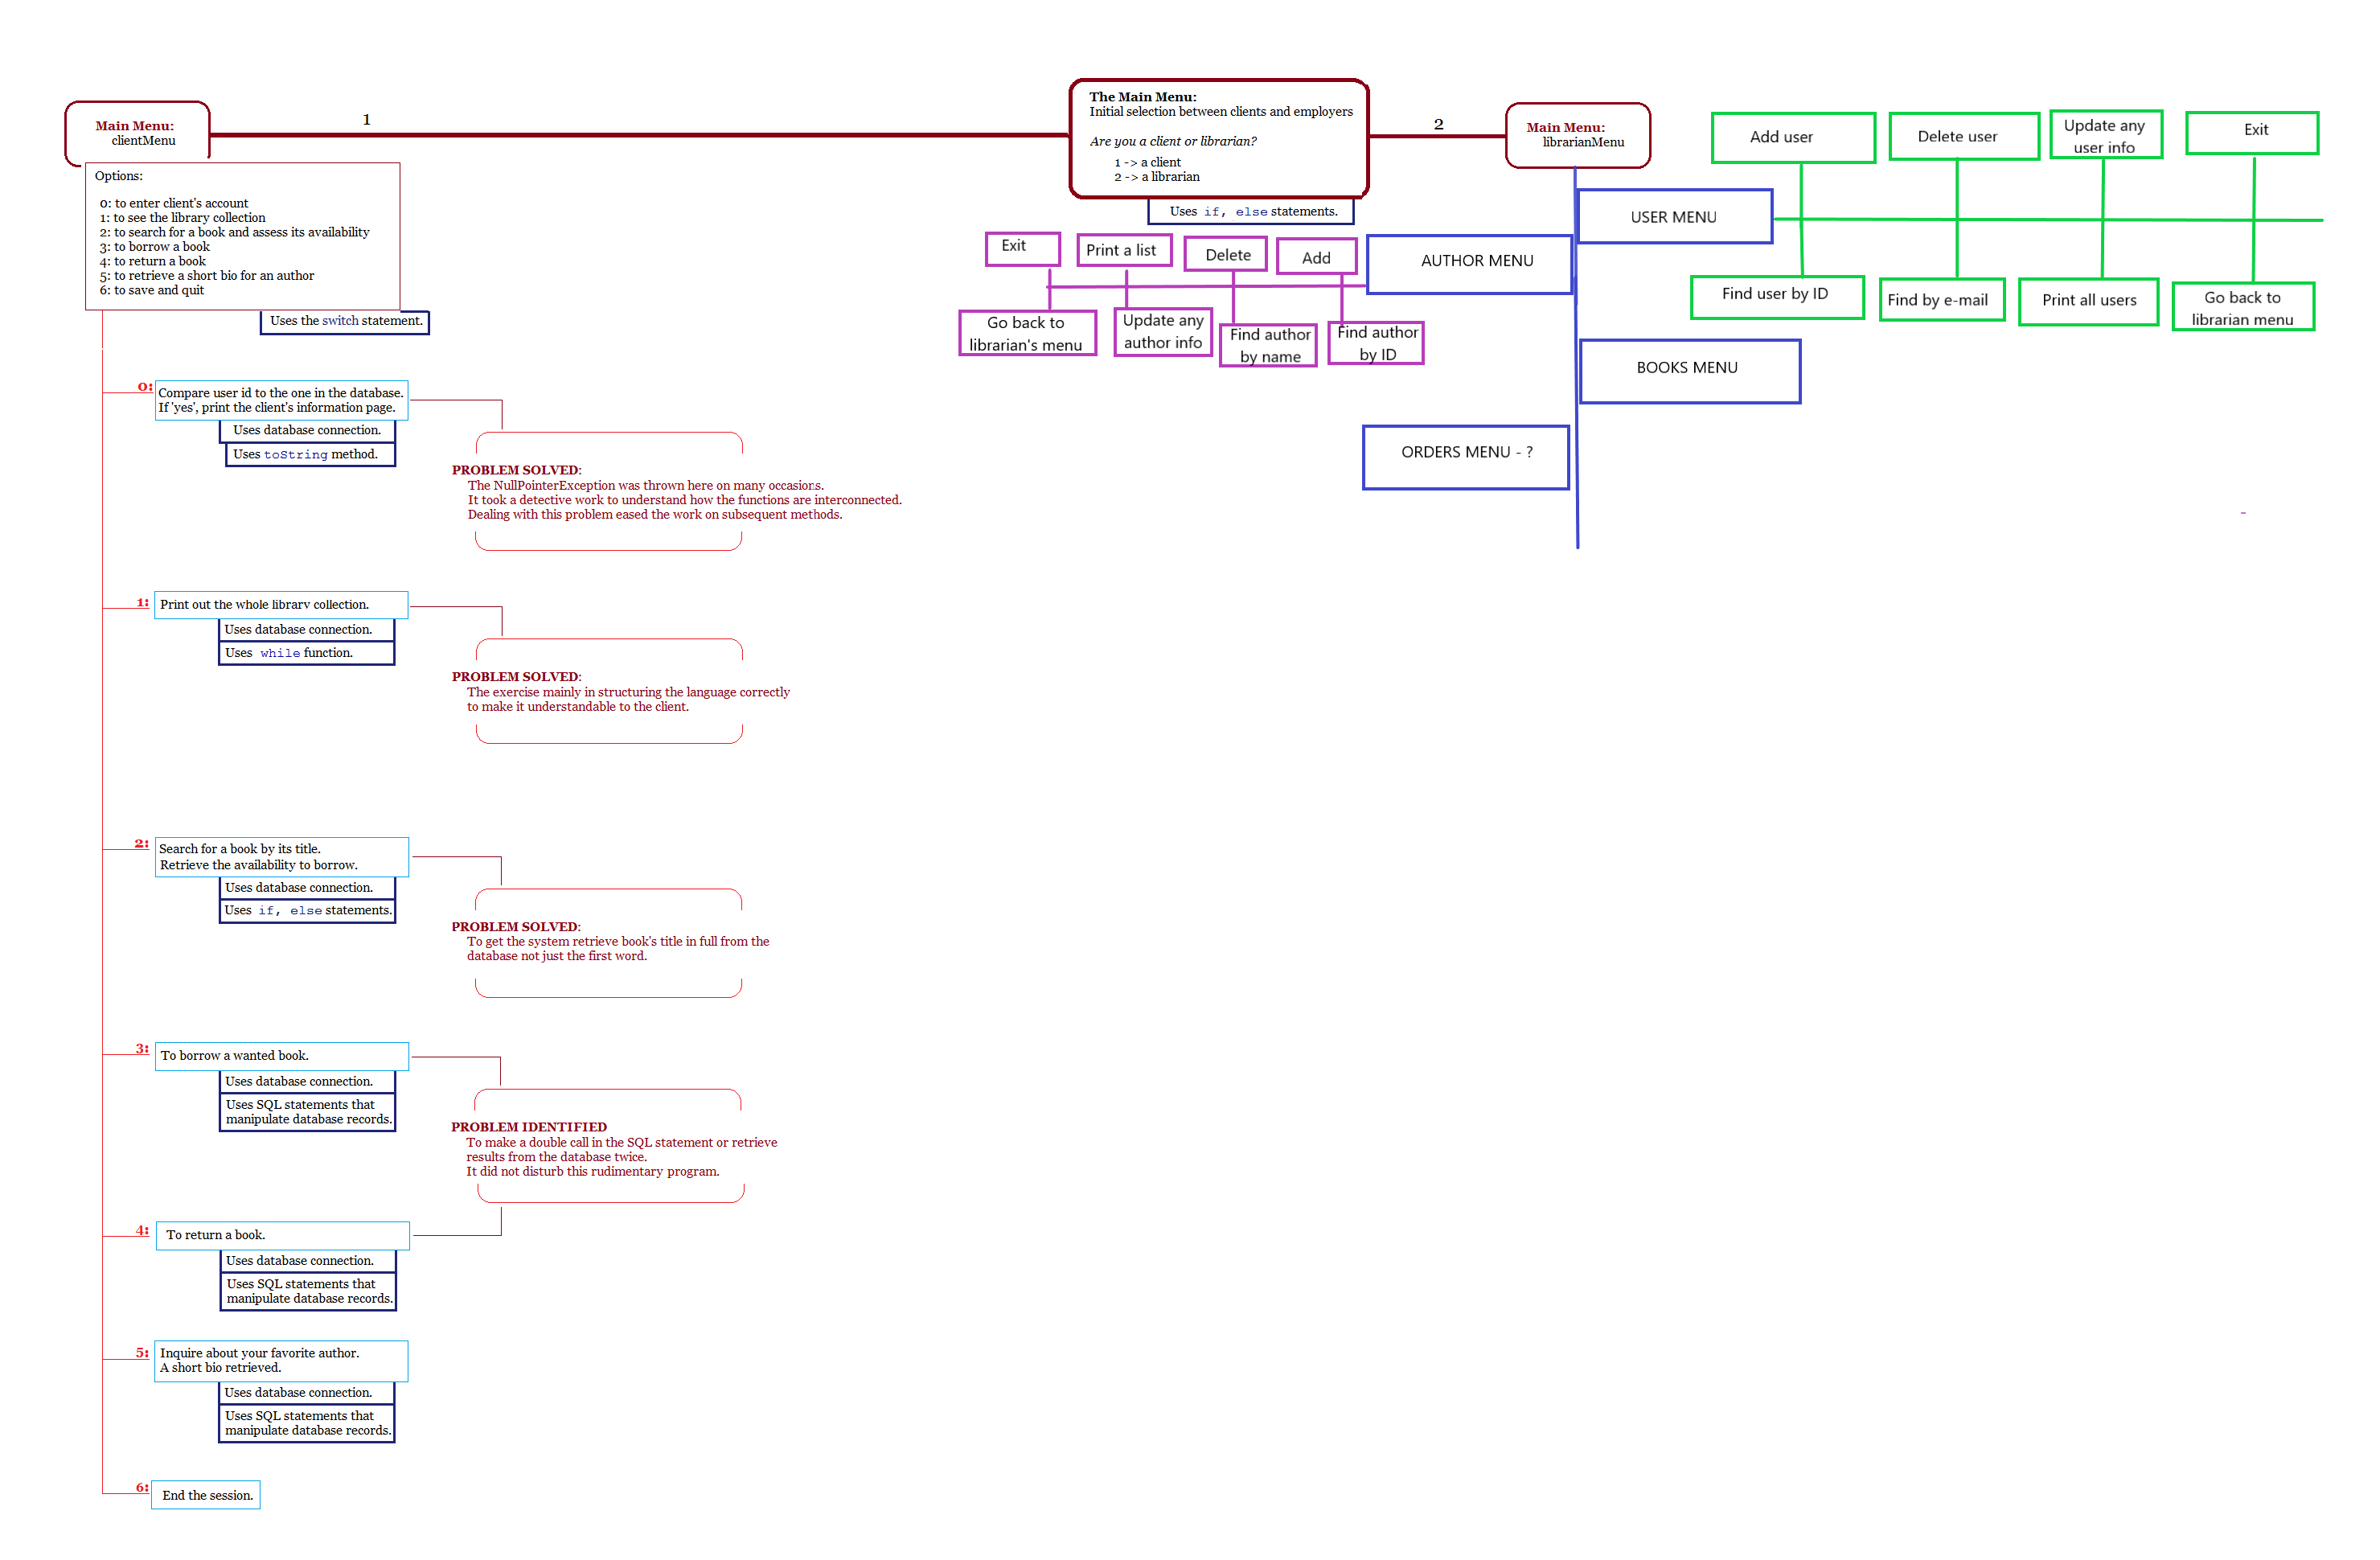 The Main Menu:
Initial selection between clients and employers
Are you a client or librarian?
1 -> a client
2 -> a librarian
Uses if, else statements.
1
2
Main Menu:
clientMenu
Options:
0: to enter client's account
1: to see the library collection
2: to search for a book and assess its availability
3: to borrow a book
4: to return a book
5: to retrieve a short bio for an author
6: to save and quit
Uses the switch statement.
0:
Compare user id to the one in the database.
If 'yes', print the client's information page.
Uses database connection.
Uses toString method.
PROBLEM SOLVED:
The NullPointerException was thrown here on many occasions.
It took a detective work to understand how the functions are interconnected.
Dealing with this problem eased the work on subsequent methods.
1:
Print out the whole library collection.
Uses database connection.
Uses while function.
PROBLEM SOLVED:
The exercise mainly in structuring the language correctly
to make it understandable to the client.
2:
Search for a book by its title.
Retrieve the availability to borrow.
Uses database connection.
Uses if, else statements.
PROBLEM SOLVED:
To get the system retrieve book's title in full from the
database not just the first word.
3:
To borrow a wanted book.
Uses database connection.
Uses SQL statements that
manipulate database records.
PROBLEM IDENTIFIED
To make a double call in the SQL statement or retrieve
results from the database twice.
It did not disturb this rudimentary program.
4:
To return a book.
Uses database connection.
Uses SQL statements that
manipulate database records.
5:
Inquire about your favorite author.
A short bio retrieved.
Uses database connection.
Uses SQL statements that
manipulate database records.
6:
End the session.
Main Menu:
librarianMenu
USER MENU
Add user
Delete user
Update any
user info
Exit
Find user by ID
Find by e-mail
Print all users
Go back to
librarian menu
AUTHOR MENU
Exit
Print a list
Delete
Add
Go back to
librarian's menu
Update any
author info
Find author
by name
Find author
by ID
BOOKS MENU
ORDERS MENU - ?